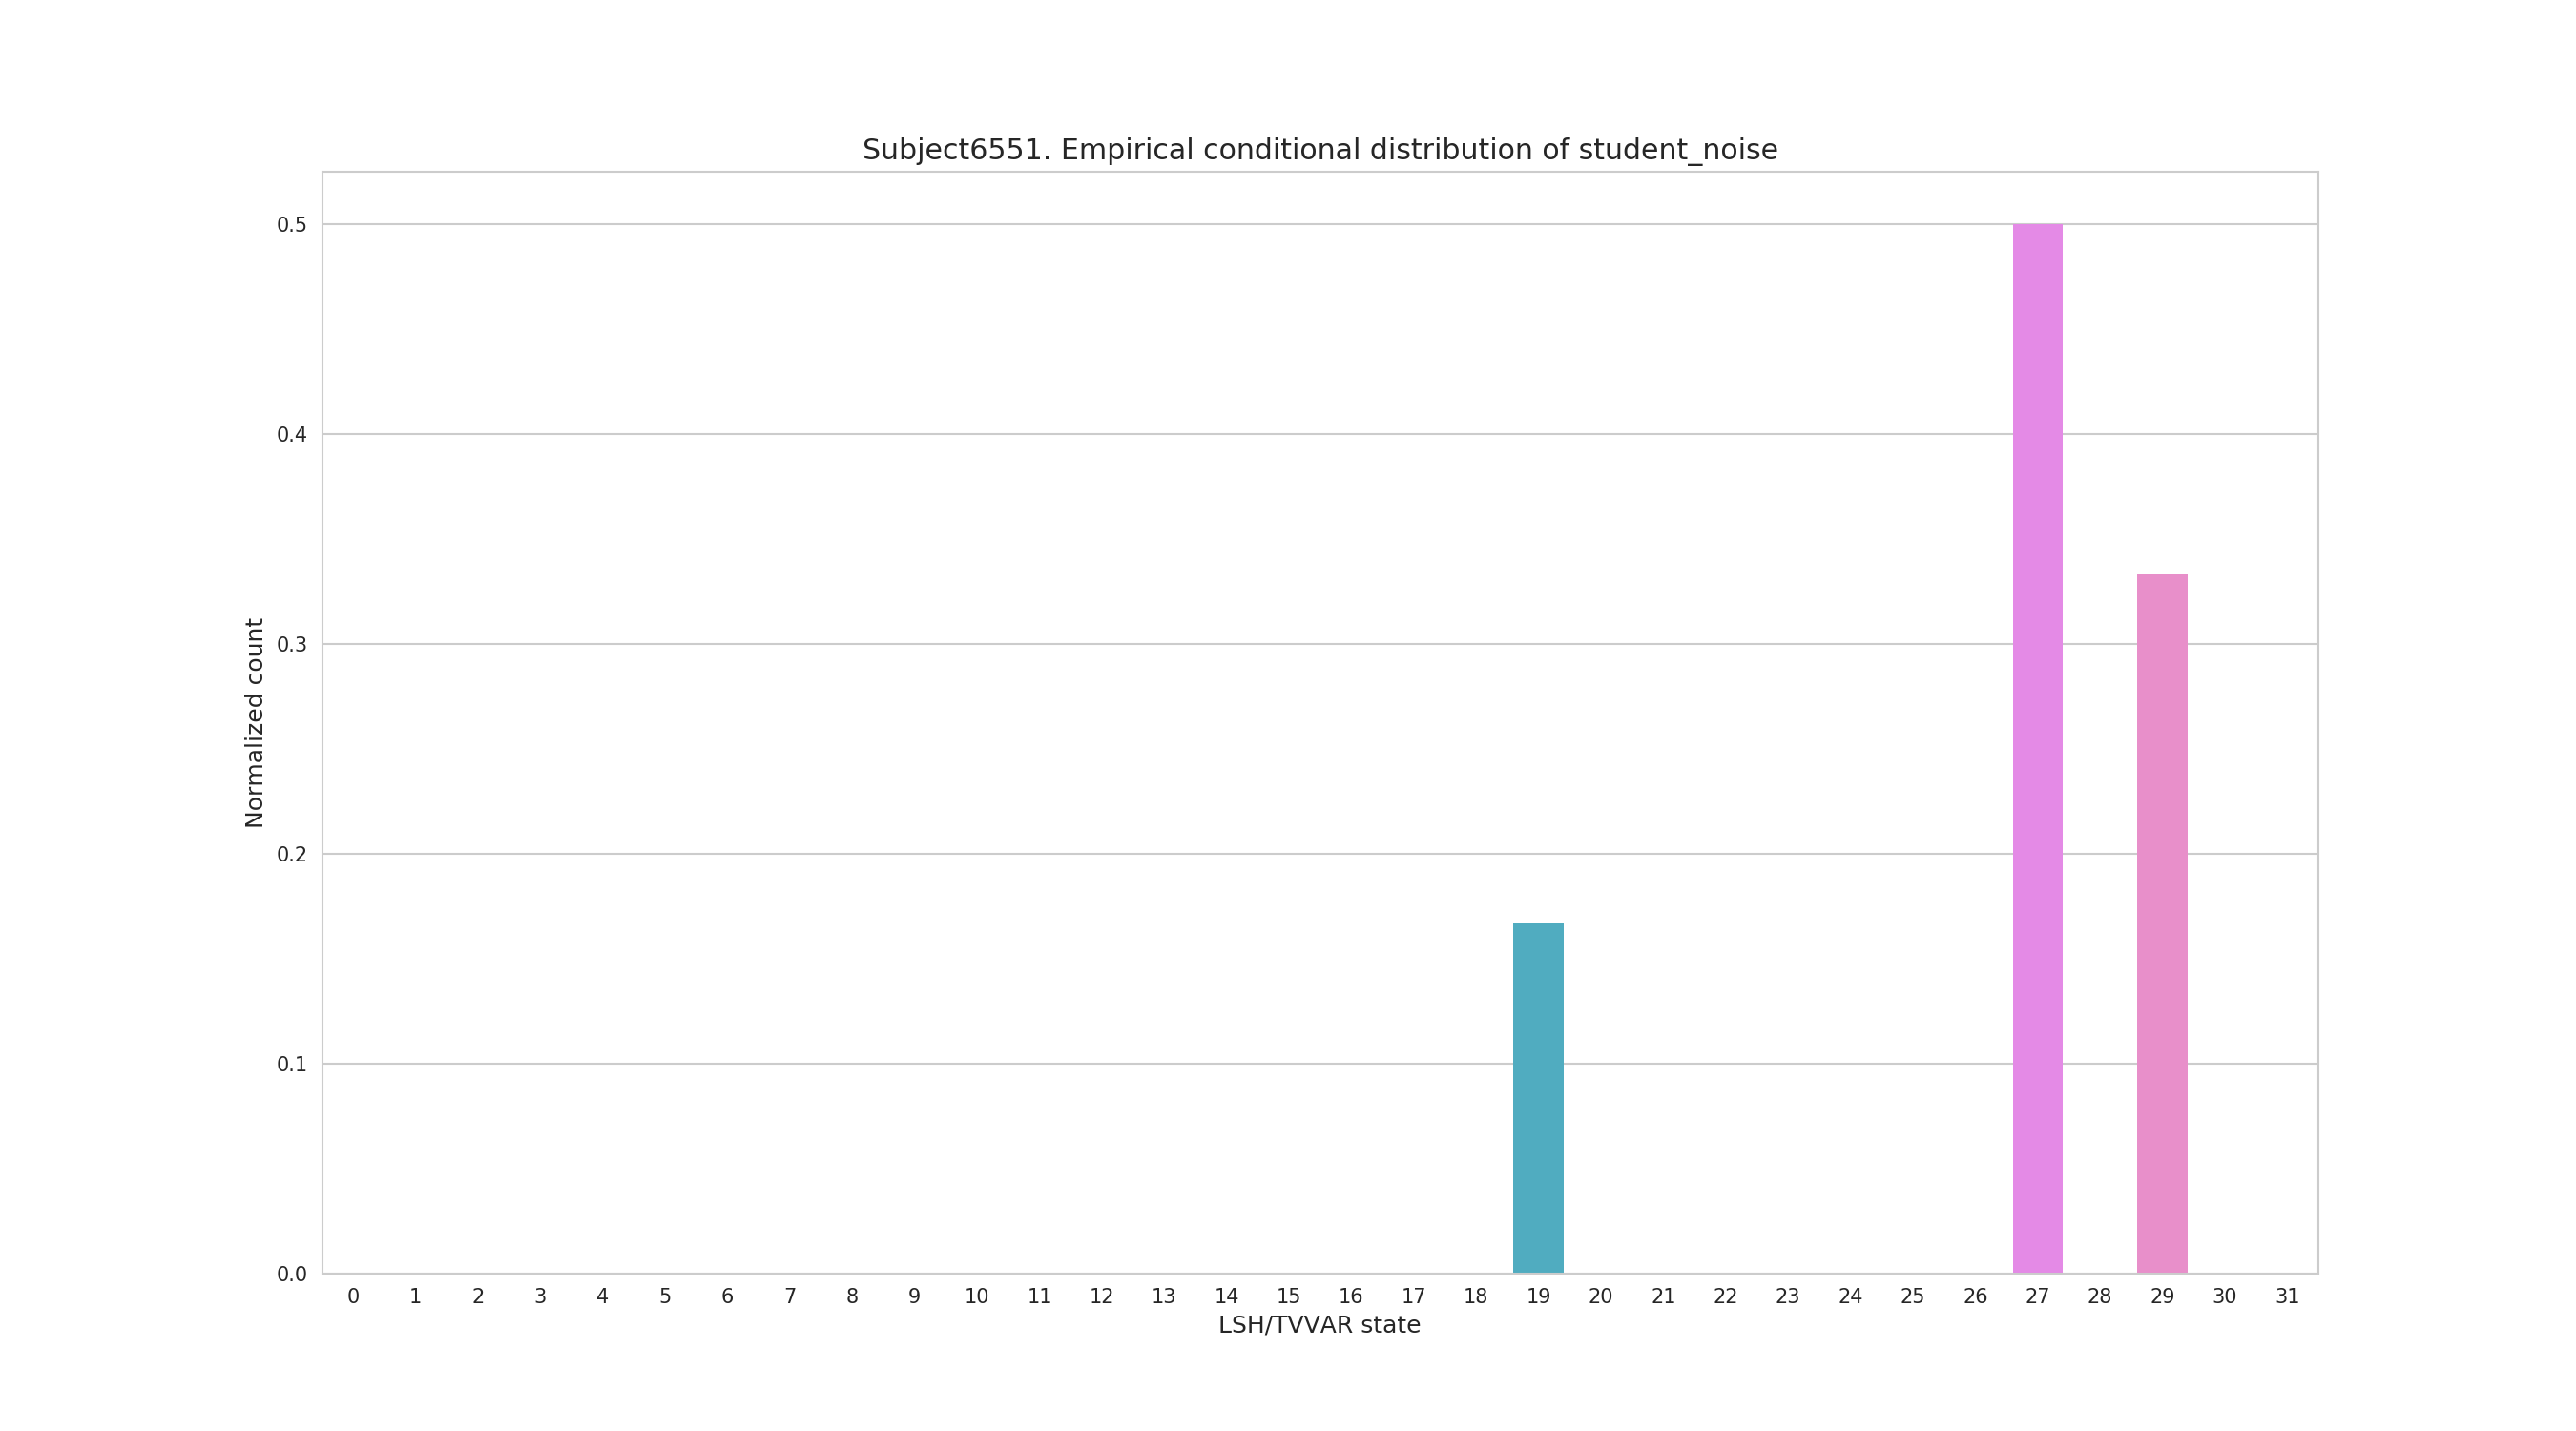 Subject6551. Empirical conditional distribution of student_noise
0.5
0.4
0.3
0.2
0.1
0.0
Normalized count
0 1 2 3 4 5 6 7 8 9 10 11 12 13 14 15 16 17 18 19 20 21 22 23 24 25 26 27 28 29 30 31
LSH/TVVAR state